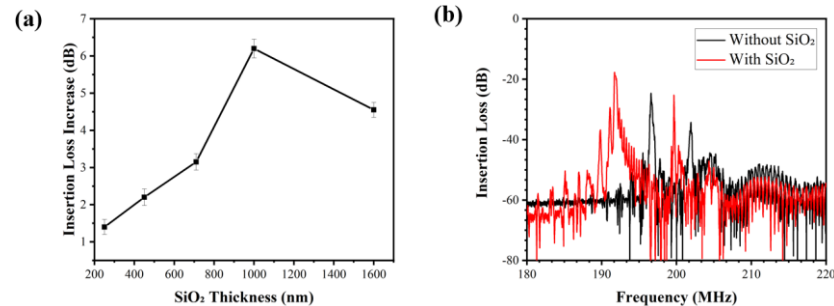 (a)
Insertion Loss Increase (dB)
7
6
5
4
3
2
1
200 400 600 800 1000 1200 1400 1600
SiO₂ Thickness (nm)
(b)
Insertion Loss (dB)
0
-20
-40
-60
-80
Without SiO₂
With SiO₂
180 190 200 210 220
Frequency (MHz)